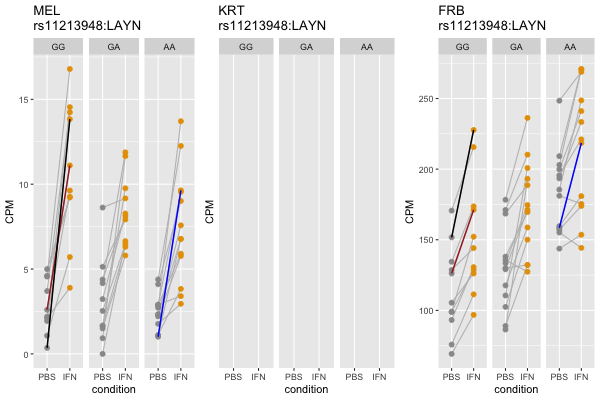 MEL
rs11213948:LAYN
GG GA AA
CPM
15
10
5
0
PBS IFN PBS IFN PBS IFN
condition
KRT
rs11213948:LAYN
GG GA AA
CPM
PBS IFN PBS IFN PBS IFN
condition
FRB
rs11213948:LAYN
GG GA AA
CPM
250
200
150
100
PBS IFN PBS IFN PBS IFN
condition